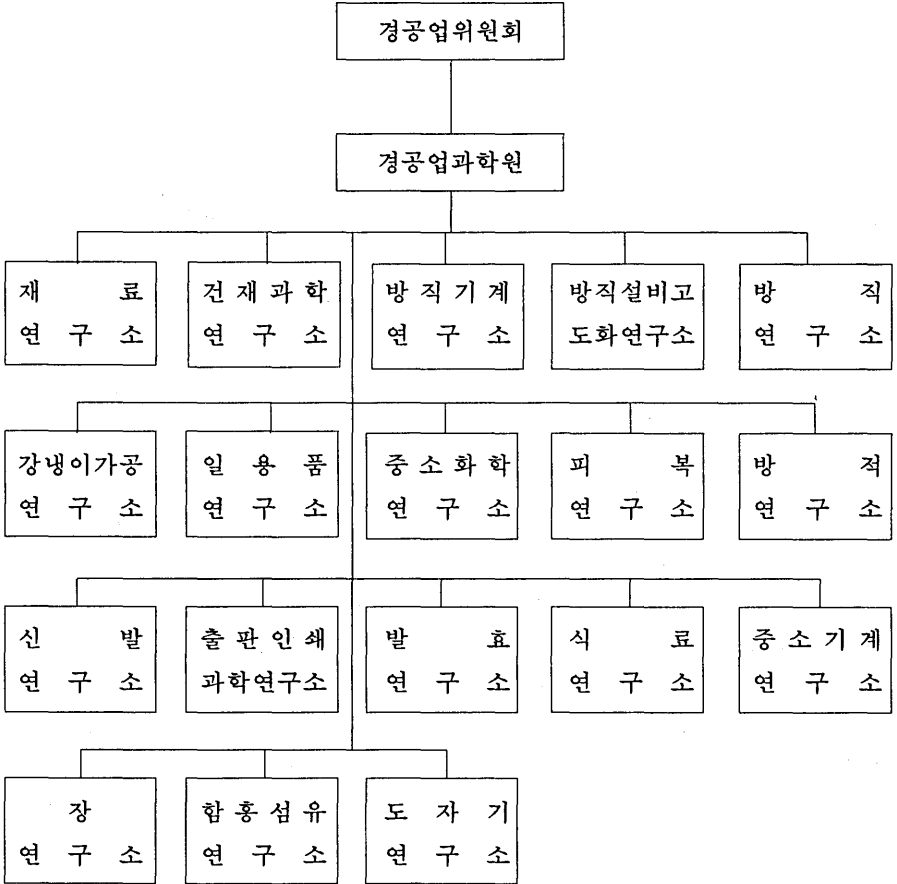 경공업위원회
경공업과학원
재료
연구소
건재과학
연구소
방직기계
연구소
방직설비고
도화연구소
방직
연구소
강냉이가공
연구소
일용품
연구소
중소화학
연구소
피복
연구소
방적
연구소
신발
연구소
출판인쇄
과학연구소
발효
연구소
식료
연구소
중소기계
연구소
장
연구소
함흥섬유
연구소
도자기
연구소